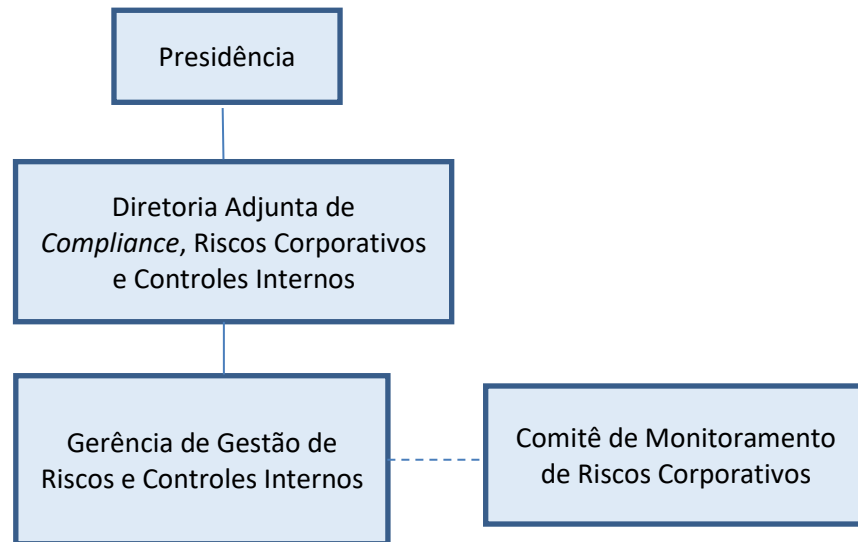 Presidência
Diretoria Adjunta de
Compliance, Riscos Corporativos
e Controles Internos
Gerência de Gestão de
Riscos e Controles Internos
Comitê de Monitoramento
de Riscos Corporativos